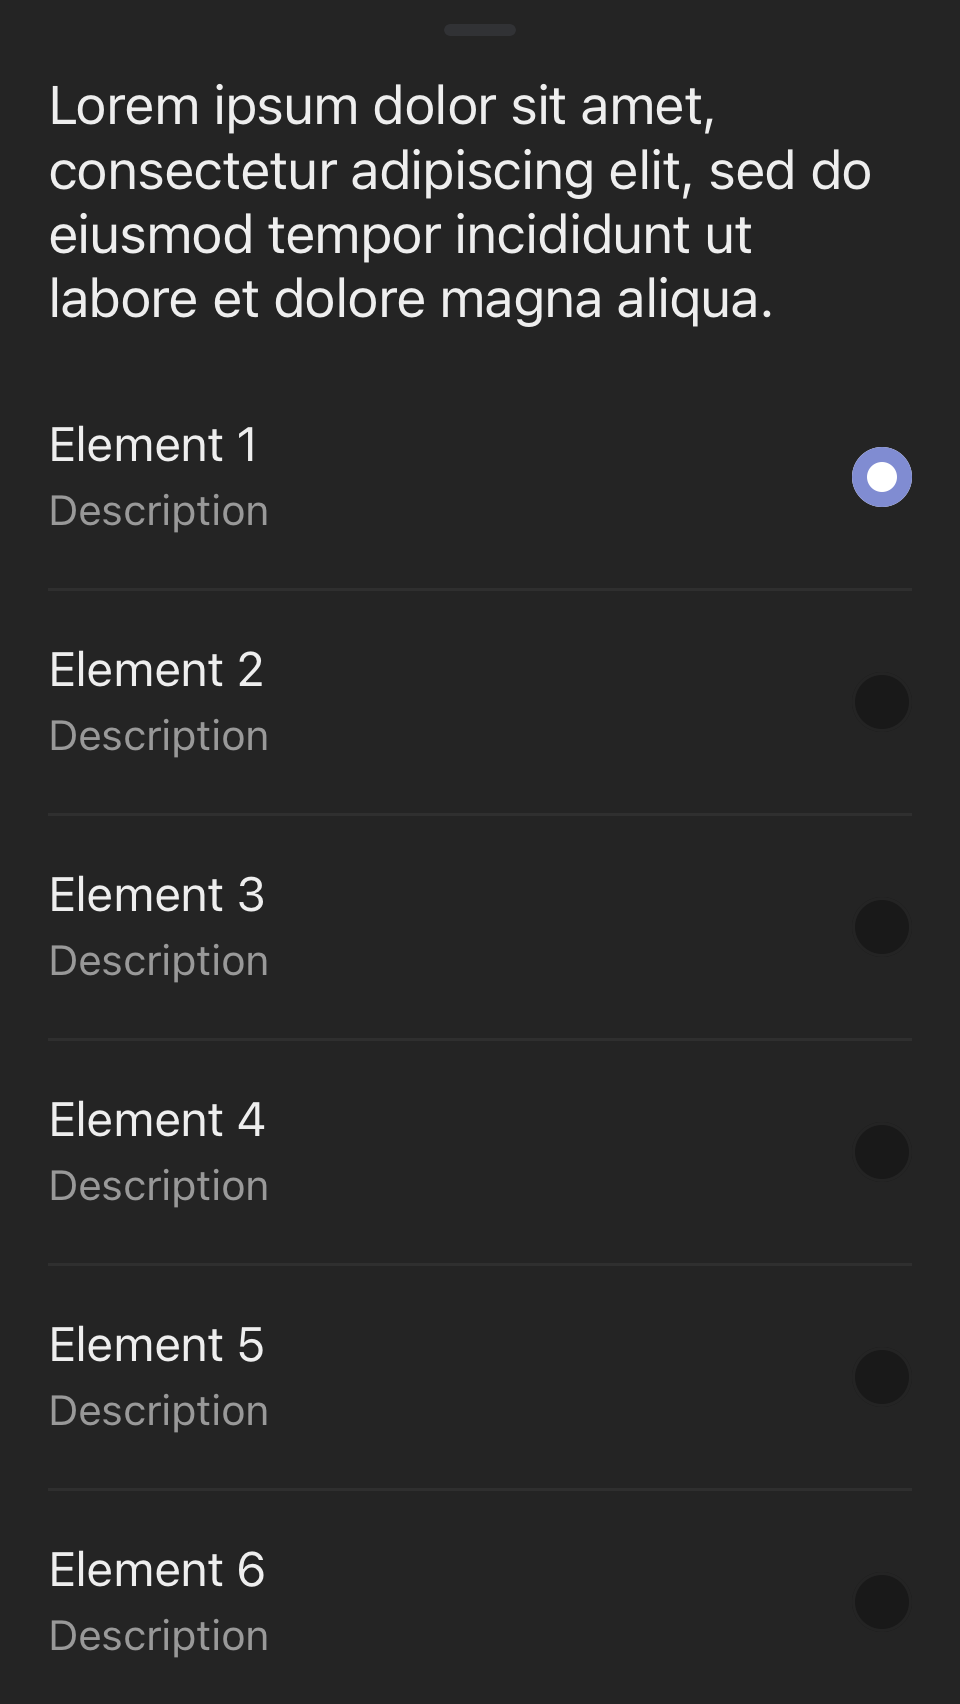 Lorem ipsum dolor sit amet,
consectetur adipiscing elit, sed do
eiusmod tempor incididunt ut
labore et dolore magna aliqua.
Element 1
Description
Element 2
Description
Element 3
Description
Element 4
Description
Element 5
Description
Element 6
Description